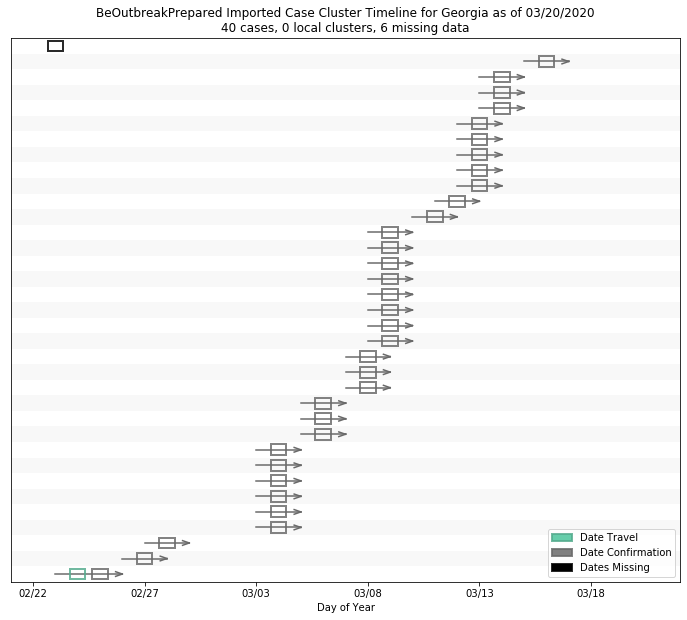 BeOutbreakPrepared Imported Case Cluster Timeline for Georgia as of 03/20/2020
40 cases, 0 local clusters, 6 missing data
Date Travel
Date Confirmation
Dates Missing
02/22 02/27 03/03 03/08 03/13 03/18
Day of Year